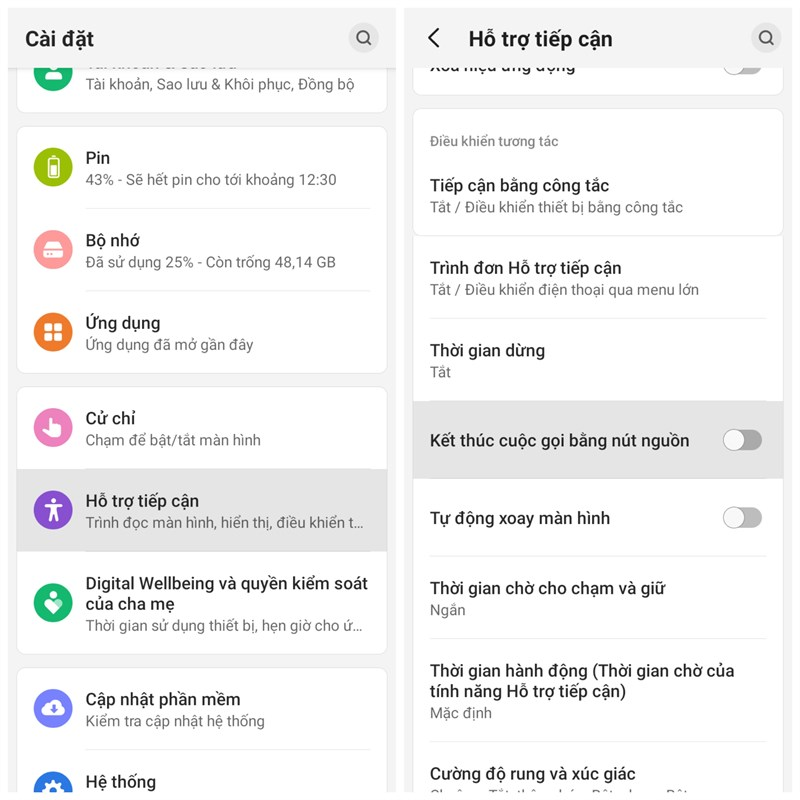 Cài đặt
Tài khoản, Sao lưu & Khôi phục, Đồng bộ
Pin
43% - Sẽ hết pin cho tới khoảng 12:30
Bộ nhớ
Đã sử dụng 25% - Còn trống 48,14 GB
Ứng dụng
Ứng dụng đã mở gần đây
Cử chỉ
Chạm để bật/tắt màn hình
Hỗ trợ tiếp cận
Trình đọc màn hình, hiển thị, điều khiển t...
Digital Wellbeing và quyền kiểm soát
của cha mẹ
Thời gian sử dụng thiết bị, hẹn giờ cho ứ...
Cập nhật phần mềm
Kiểm tra cập nhật hệ thống
Hệ thống
Hỗ trợ tiếp cận
Xóa hiệu ứng động
Điều khiển tương tác
Tiếp cận bằng công tắc
Tắt / Điều khiển thiết bị bằng công tắc
Trình đơn Hỗ trợ tiếp cận
Tắt / Điều khiển điện thoại qua menu lớn
Thời gian dừng
Tắt
Kết thúc cuộc gọi bằng nút nguồn
Tự động xoay màn hình
Thời gian chờ cho chạm và giữ
Ngắn
Thời gian hành động (Thời gian chờ của
tính năng Hỗ trợ tiếp cận)
Mặc định
Cường độ rung và xúc giác